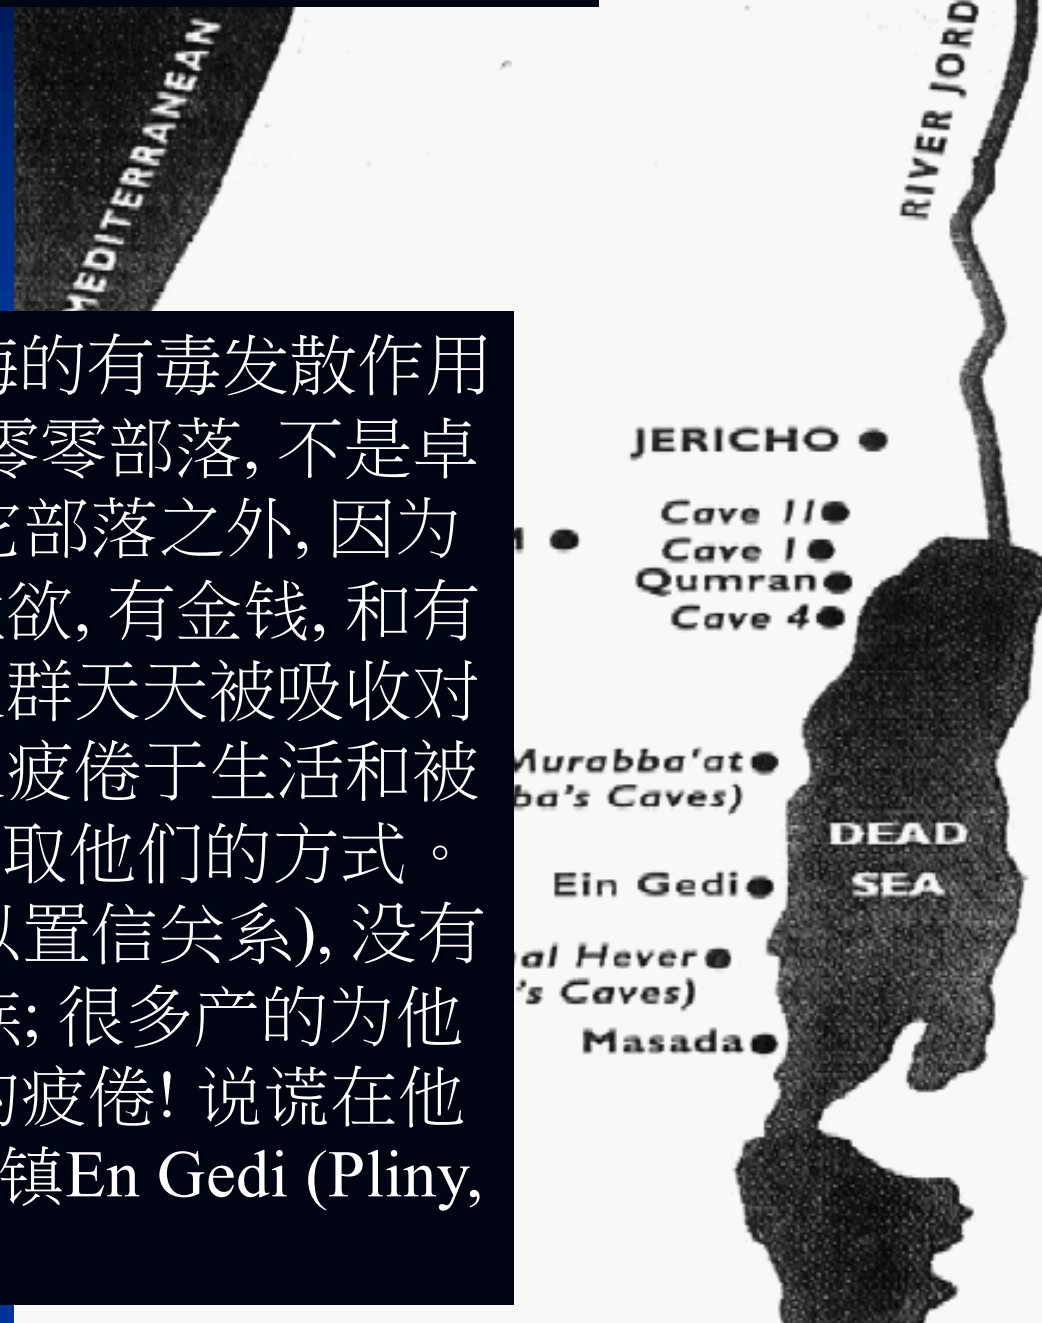 MEDITERRANEAN
RIVER JORD
的有毒发散作用
零零部落, 不是卓
部落之外, 因为
欲, 有金钱, 和有
群天天被吸收对
疲倦于生活和被
取他们的方式。
置信关系), 没有
; 很多产的为他
疲倦! 说谎在他
镇En Gedi (Pliny,
JERICHO
Cave 11
Cave 1
Qumran
Cave 4
Murabba'at
ba's Caves)
DEAD
SEA
Ein Gedi
al Hever
's Caves)
Masada